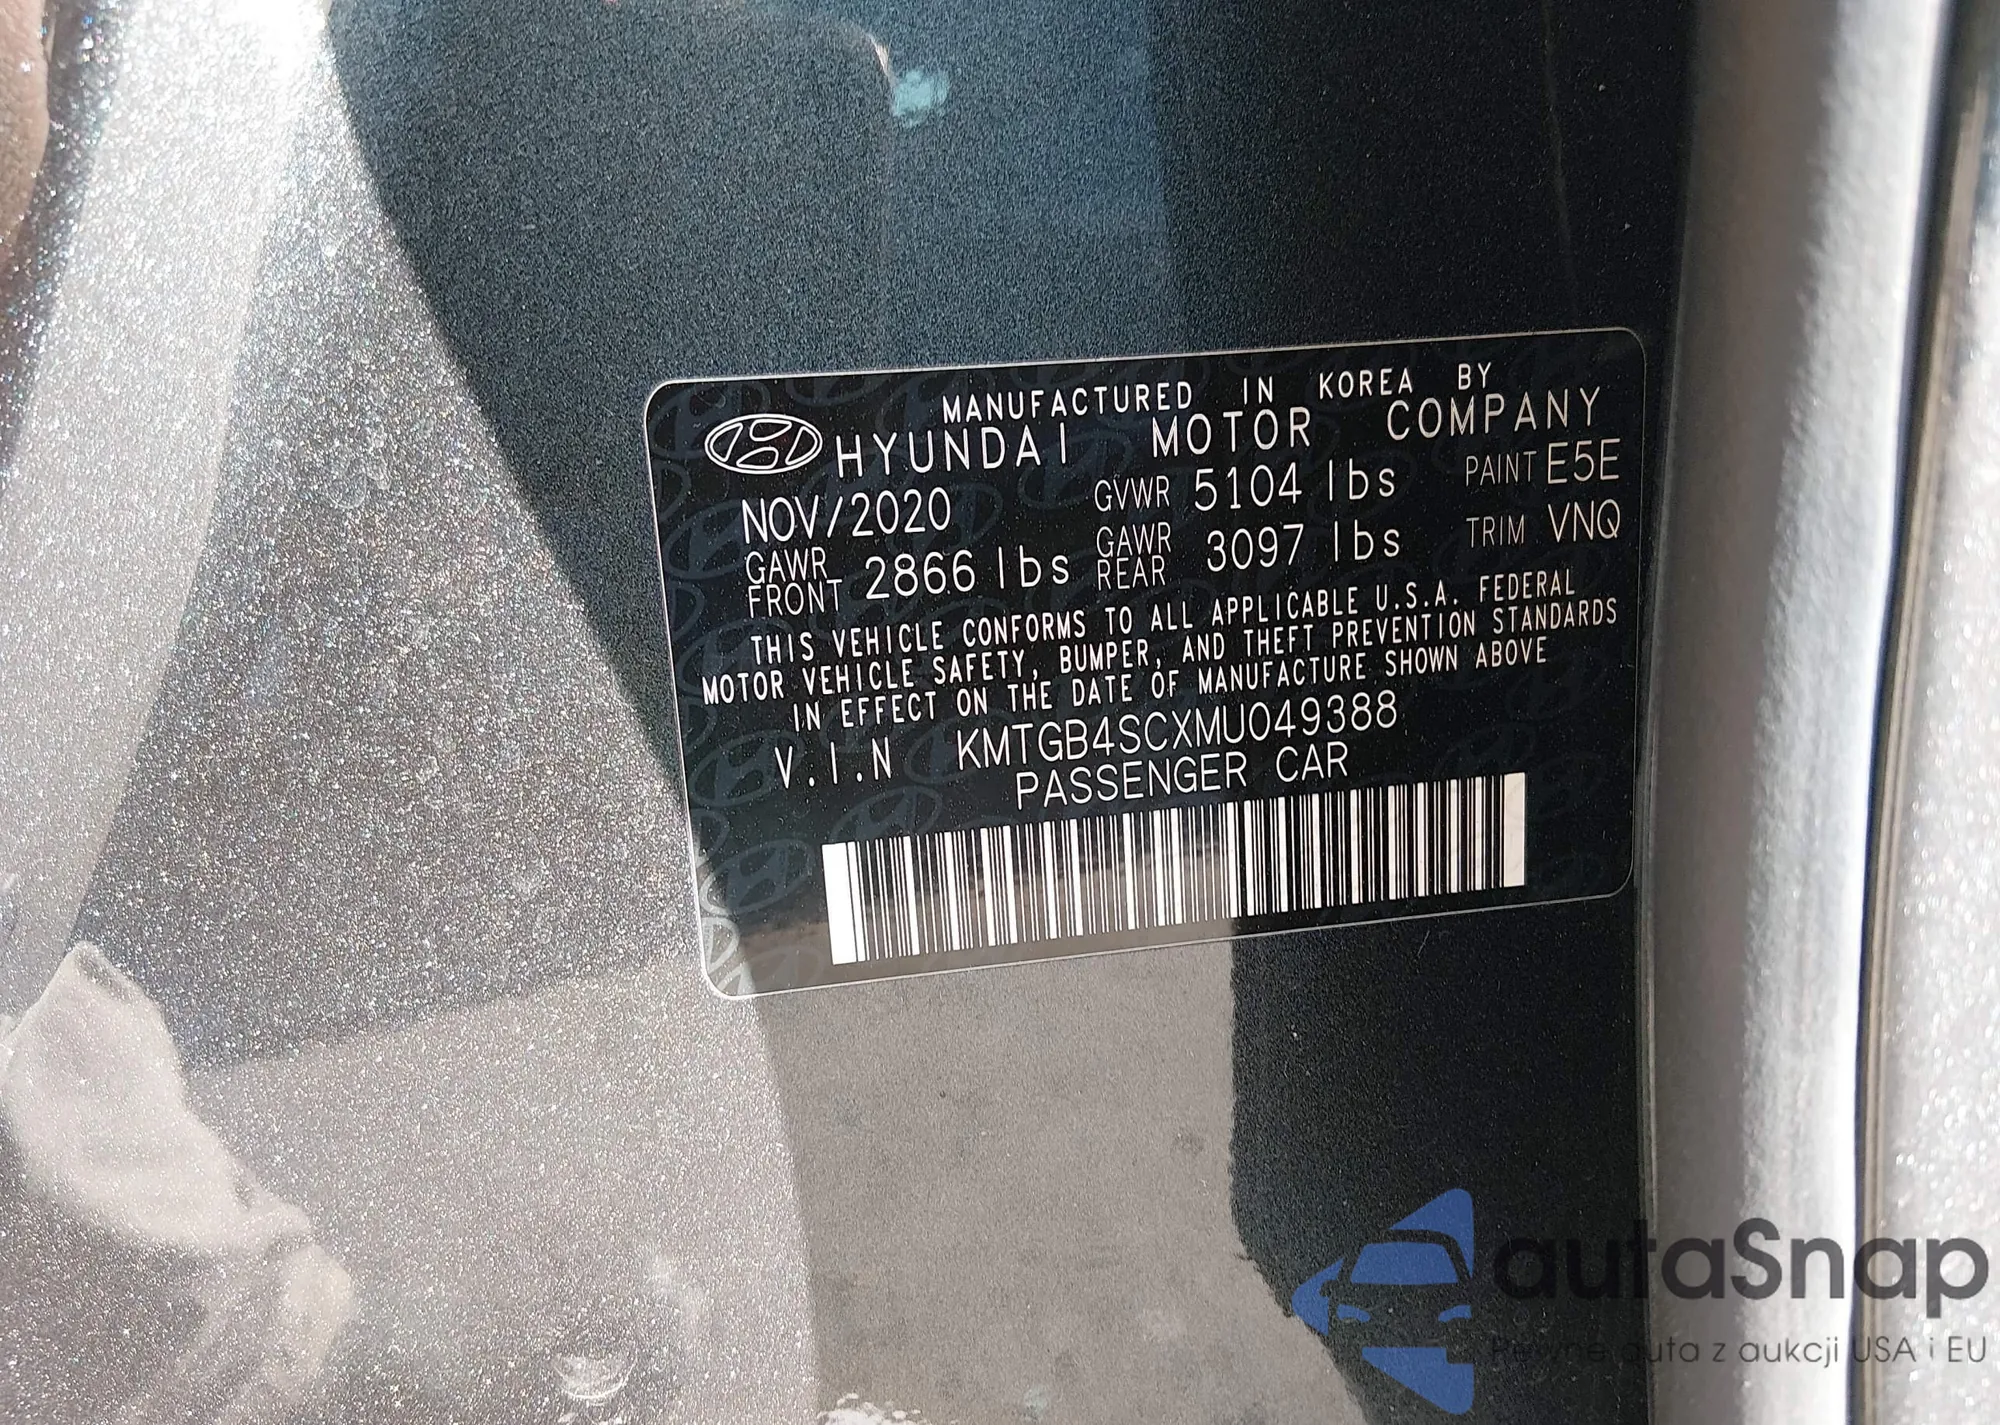 MANUFACTURED IN KOREA BY
HYUNDAI MOTOR COMPANY
NOV/2020 GVWR 5104 lbs PAINT E5E
GAWR FRONT 2866 lbs GAWR REAR 3097 lbs TRIM VNQ
THIS VEHICLE CONFORMS TO ALL APPLICABLE U.S.A. FEDERAL
MOTOR VEHICLE SAFETY, BUMPER, AND THEFT PREVENTION STANDARDS
IN EFFECT ON THE DATE OF MANUFACTURE SHOWN ABOVE
V.I.N KMTGB4SCXMU049388
PASSENGER CAR
autaSnap
Pewne auta z aukcji USA i EU